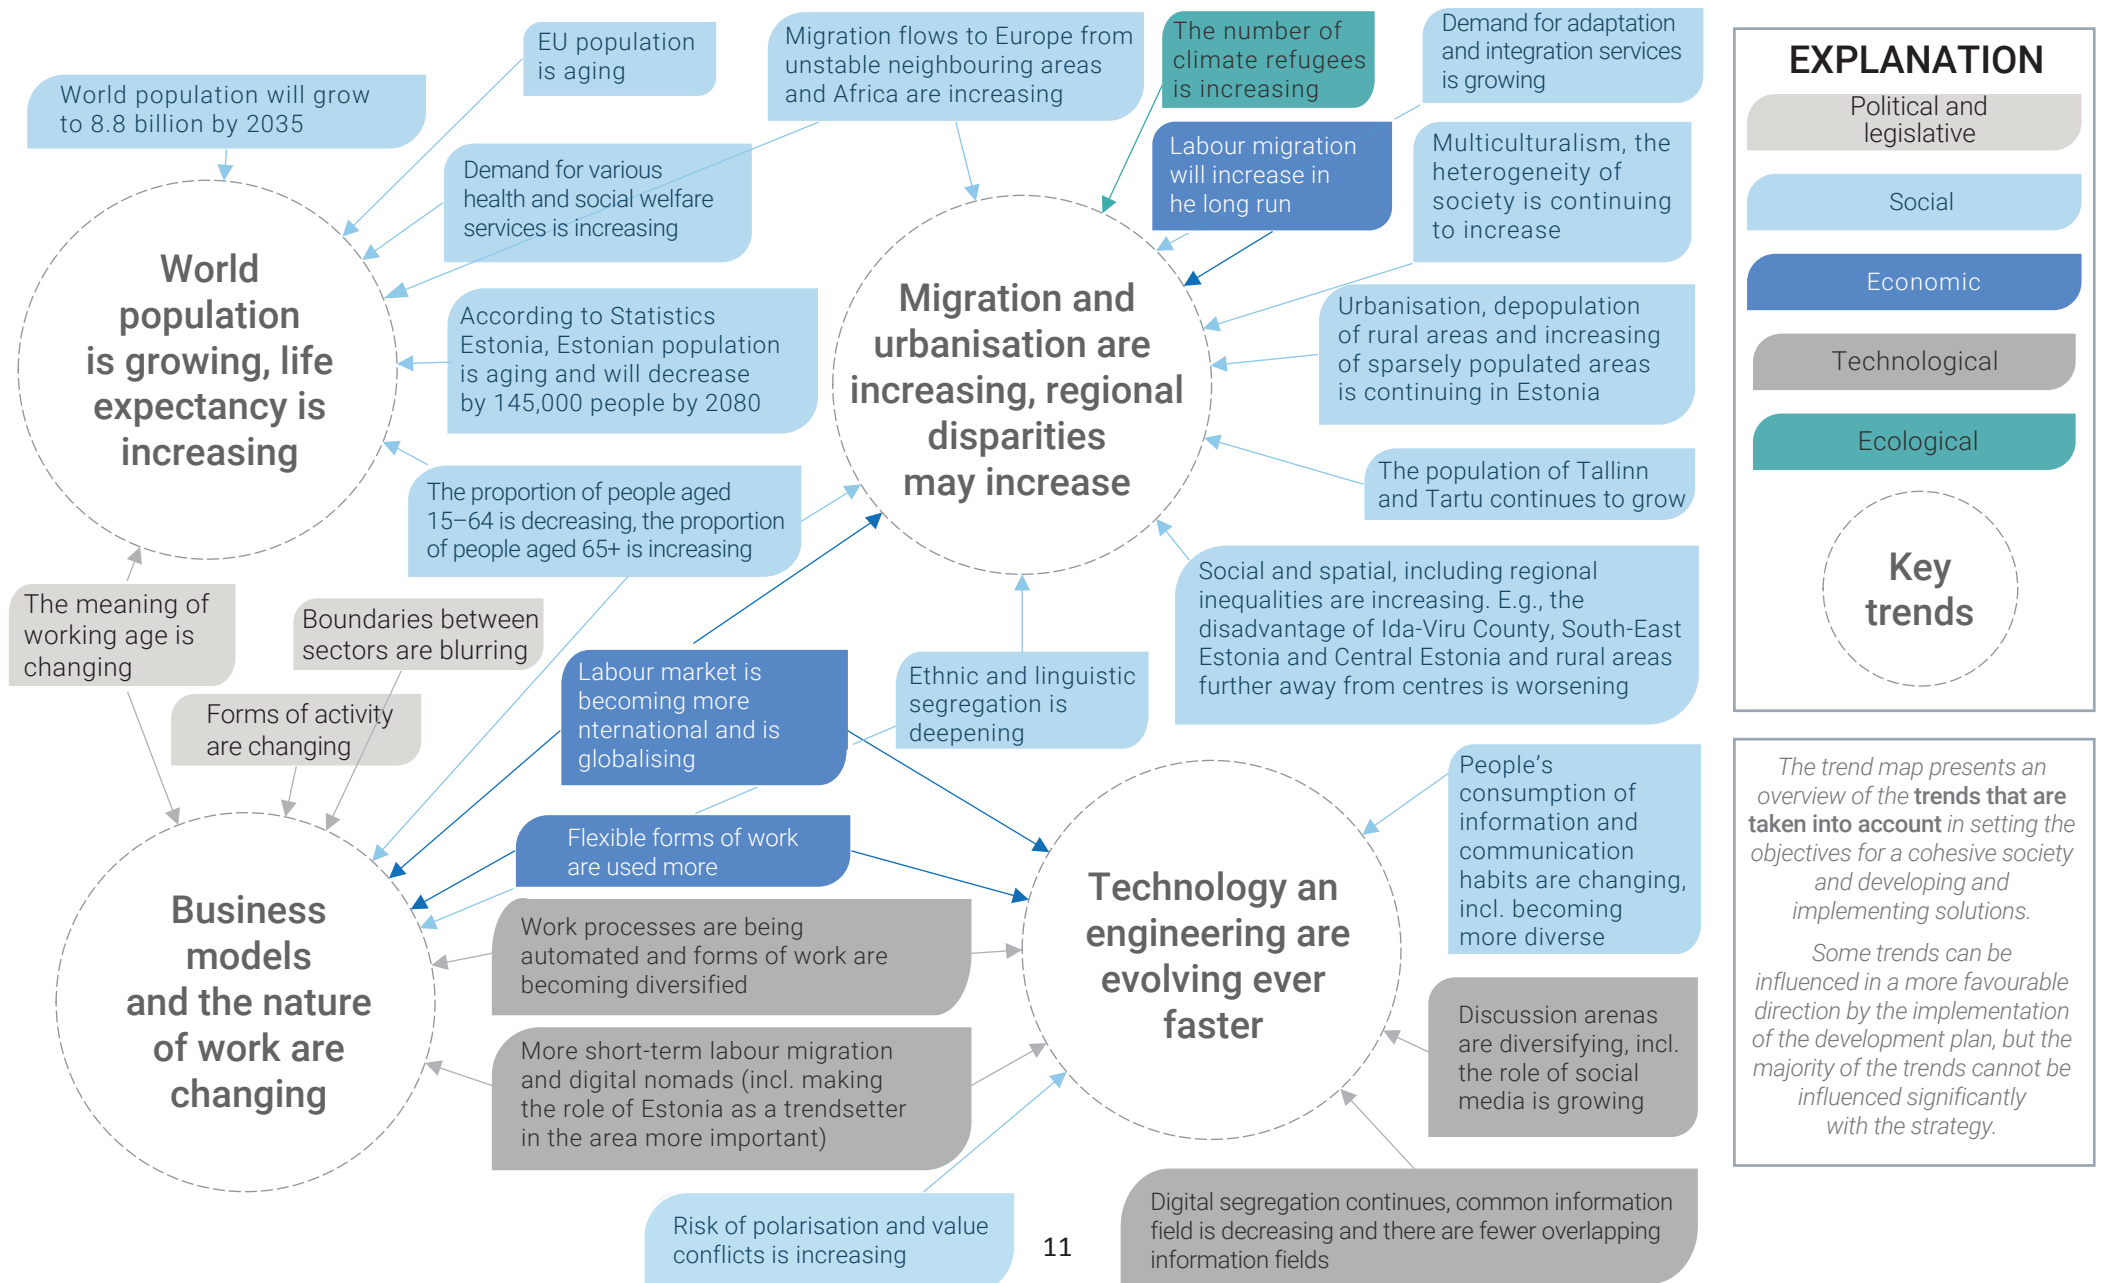 World population will grow
to 8.8 billion by 2035
EU population
is aging
Migration flows to Europe from
unstable neighbouring areas
and Africa are increasing
The number of
climate refugees
is increasing
Demand for adaptation
and integration services
is growing
Demand for various
health and social welfare
services is increasing
Labour migration
will increase in
he long run
Multiculturalism, the
heterogeneity of
society is continuing
to increase
World
population
is growing, life
expectancy is
increasing
According to Statistics
Estonia, Estonian population
is aging and will decrease
by 145,000 people by 2080
Migration and
urbanisation are
increasing, regional
disparities
may increase
Urbanisation, depopulation
of rural areas and increasing
of sparsely populated areas
is continuing in Estonia
The population of Tallinn
and Tartu continues to grow
The proportion of people aged
15–64 is decreasing, the proportion
of people aged 65+ is increasing
Social and spatial, including regional
inequalities are increasing. E.g., the
disadvantage of Ida-Viru County, South-East
Estonia and Central Estonia and rural areas
further away from centres is worsening
The meaning of
working age is
changing
Boundaries between
sectors are blurring
Forms of activity
are changing
Labour market is
becoming more
nternational and is
globalising
Ethnic and linguistic
segregation is
deepening
Flexible forms of work
are used more
Business
models
and the nature
of work are
changing
Work processes are being
automated and forms of work are
becoming diversified
More short-term labour migration
and digital nomads (incl. making
the role of Estonia as a trendsetter
in the area more important)
Technology an
engineering are
evolving ever
faster
People's
consumption of
information and
communication
habits are changing,
incl. becoming
more diverse
Discussion arenas
are diversifying, incl.
the role of social
media is growing
Risk of polarisation and value
conflicts is increasing
Digital segregation continues, common information
field is decreasing and there are fewer overlapping
information fields
11
EXPLANATION
Political and
legislative
Social
Economic
Technological
Ecological
Key
trends
The trend map presents an
overview of the trends that are
taken into account in setting the
objectives for a cohesive society
and developing and
implementing solutions.
Some trends can be
influenced in a more favourable
direction by the implementation
of the development plan, but the
majority of the trends cannot be
influenced significantly
with the strategy.